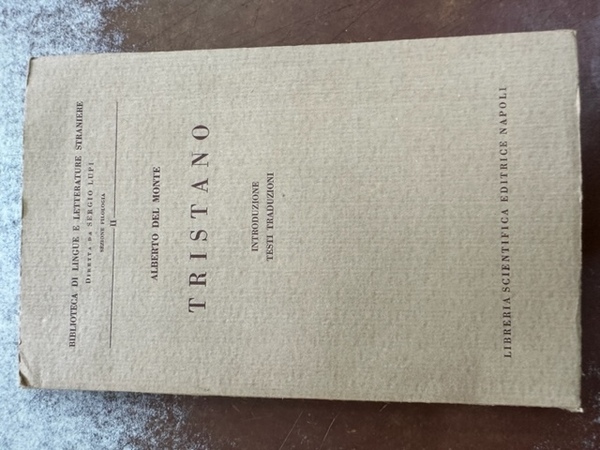 BIBLIOTECA DI LINGUE E LETTERATURE STRANIERE
DIRETTA DA SERGIO LUPI
SEZIONE FILOLOGIA
II
ALBERTO DEL MONTE
TRISTANO
INTRODUZIONE
TESTI TRADUZIONI
LIBRERIA SCIENTIFICA EDITRICE NAPOLI